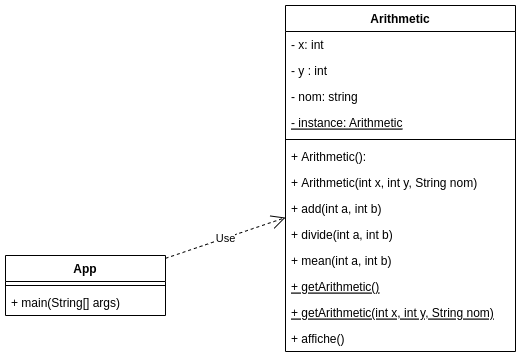 Arithmetic
- x: int
- y : int
- nom: string
- instance: Arithmetic
+ Arithmetic():
+ Arithmetic(int x, int y, String nom)
+ add(int a, int b)
+ divide(int a, int b)
+ mean(int a, int b)
+ getArithmetic()
+ getArithmetic(int x, int y, String nom)
+ affiche()
Use
App
+ main(String[] args)